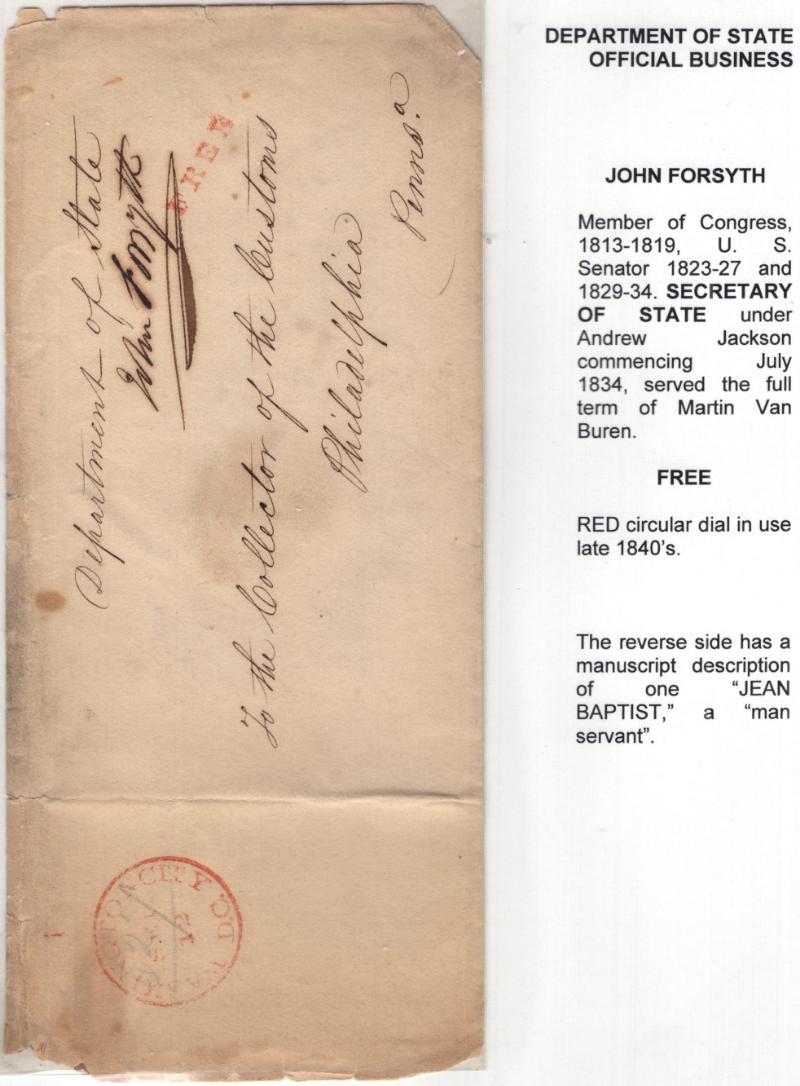 Department of State
John Forsyth
FREE
To the Collector of the Customs
Philadelphia
Penns.a
CITY
DEPARTMENT OF STATE
OFFICIAL BUSINESS
JOHN FORSYTH
Member of Congress,
1813-1819, U. S.
Senator 1823-27 and
1829-34. SECRETARY
OF STATE under
Andrew Jackson
commencing July
1834, served the full
term of Martin Van
Buren.
FREE
RED circular dial in use
late 1840's.
The reverse side has a
manuscript description
of one “JEAN
BAPTIST,” a “man
servant”.